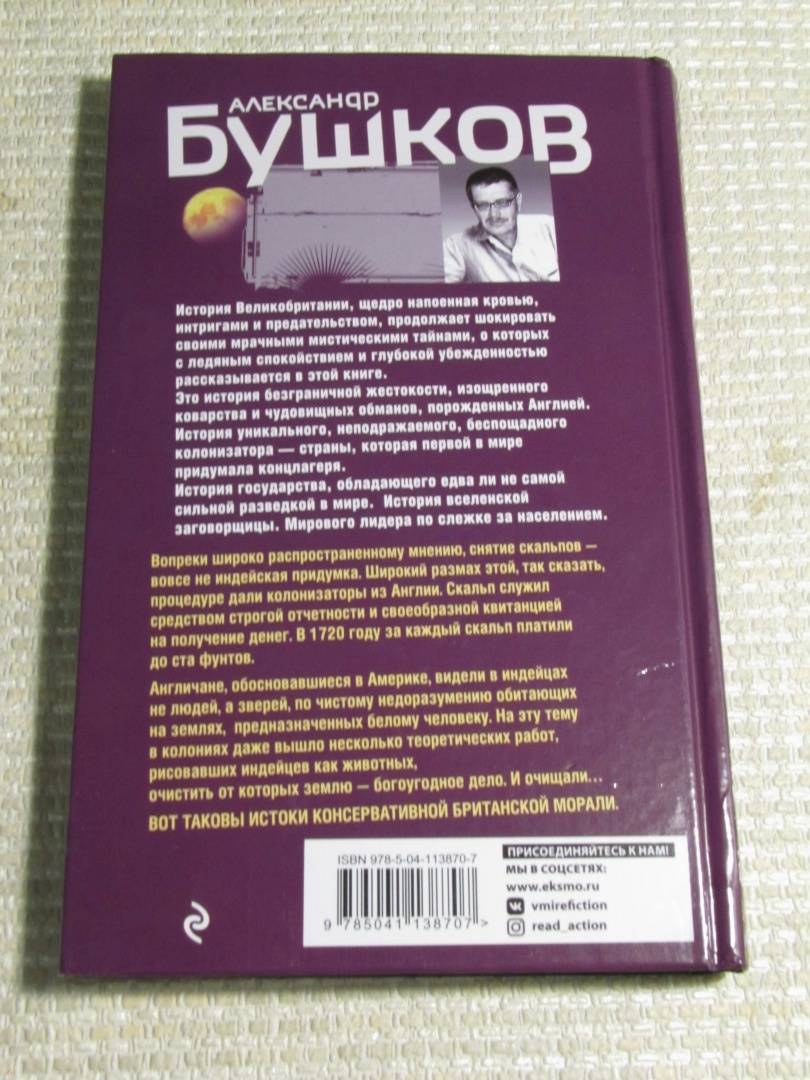 АЛЕКСАНДР
БУШКОВ
История Великобритании, щедро напоенная кровью,
интригами и предательством, продолжает шокировать
своими мрачными мистическими тайнами, о которых
с ледяным спокойствием и глубокой убежденностью
рассказывается в этой книге.
Это история безграничной жестокости, изощренного
коварства и чудовищных обманов, порожденных Англией.
История уникального, неподражаемого, беспощадного
колонизатора — страны, которая первой в мире
придумала концлагеря.
История государства, обладающего едва ли не самой
сильной разведкой в мире. История вселенской
заговорщицы. Мирового лидера по слежке за населением.
Вопреки широко распространенному мнению, снятие скальпов —
вовсе не индейская придумка. Широкий размах этой, так сказать,
процедуре дали колонизаторы из Англии. Скальп служил
средством строгой отчетности и своеобразной квитанцией
на получение денег. В 1720 году за каждый скальп платили
до ста фунтов.
Англичане, обосновавшиеся в Америке, видели в индейцах
не людей, а зверей, по чистому недоразумению обитающих
на землях, предназначенных белому человеку. На эту тему
в колониях даже вышло несколько теоретических работ,
рисовавших индейцев как животных,
очистить от которых землю — богоугодное дело. И очищали...
ВОТ ТАКОВЫ ИСТОКИ КОНСЕРВАТИВНОЙ БРИТАНСКОЙ МОРАЛИ.
ISBN 978-5-04-113870-7
9 785041 138707 >
ПРИСОЕДИНЯЙТЕСЬ К НАМ!
МЫ В СОЦСЕТЯХ:
www.eksmo.ru
vmirefiction
read_action